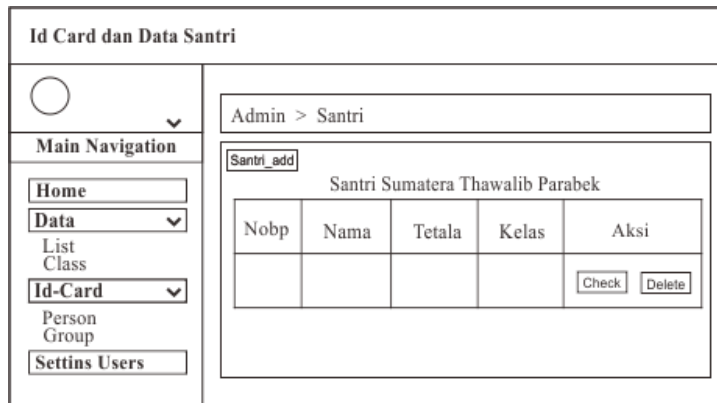 Id Card dan Data Santri
Main Navigation
Home
Data
List
Class
Id-Card
Person
Group
Settins Users
Admin > Santri
Santri_add
Santri Sumatera Thawalib Parabek
Nobp Nama Tetala Kelas Aksi
Check Delete